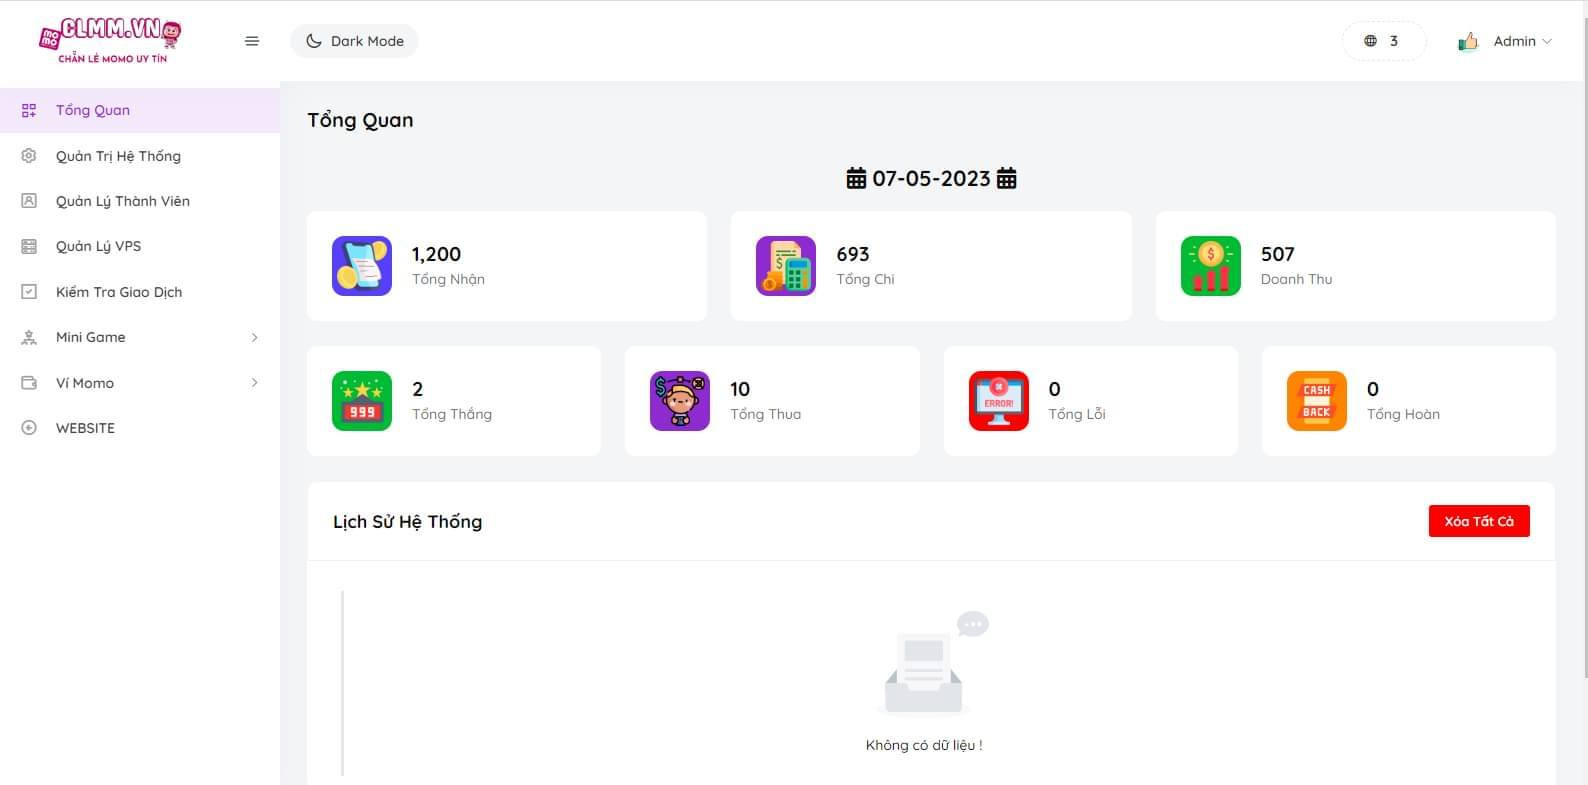 MOMO CLMM.VN
CHẴN LẺ MOMO UY TÍN
Dark Mode
3
Admin
Tổng Quan
Quản Trị Hệ Thống
Quản Lý Thành Viên
Quản Lý VPS
Kiểm Tra Giao Dịch
Mini Game
Ví Momo
WEBSITE
Tổng Quan
07-05-2023
1,200
Tổng Nhận
693
Tổng Chi
507
Doanh Thu
999
2
Tổng Thắng
10
Tổng Thua
ERROR!
0
Tổng Lỗi
CASH
BACK
0
Tổng Hoàn
Lịch Sử Hệ Thống
Xóa Tất Cả
Không có dữ liệu !